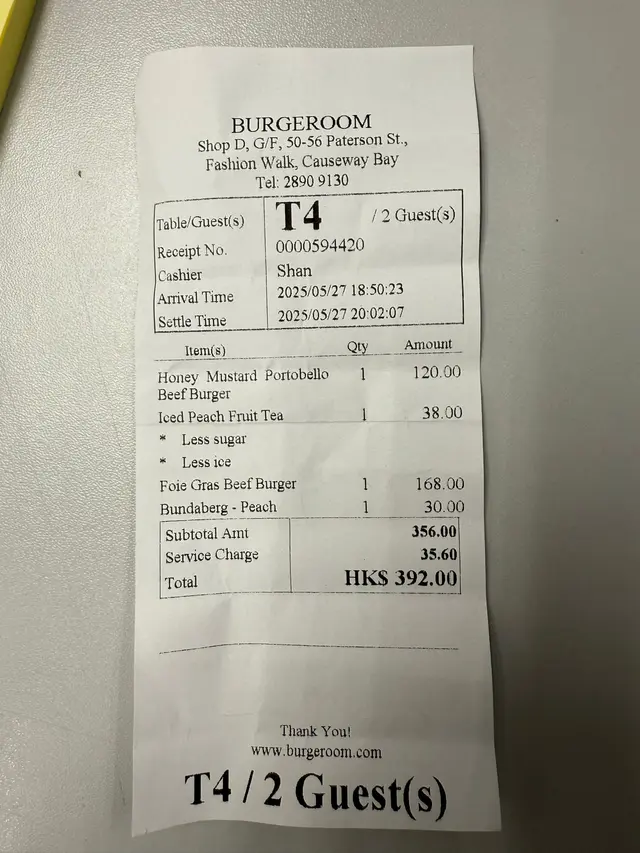 BURGEROOM
Shop D, G/F, 50-56 Paterson St.,
Fashion Walk, Causeway Bay
Tel: 2890 9130
Table/Guest(s) T4 / 2 Guest(s)
Receipt No. 0000594420
Cashier Shan
Arrival Time 2025/05/27 18:50:23
Settle Time 2025/05/27 20:02:07
Item(s) Qty Amount
Honey Mustard Portobello 1 120.00
Beef Burger
Iced Peach Fruit Tea 1 38.00
* Less sugar
* Less ice
Foie Gras Beef Burger 1 168.00
Bundaberg - Peach 1 30.00
Subtotal Amt 356.00
Service Charge 35.60
Total HK$ 392.00
Thank You!
www.burgeroom.com
T4 / 2 Guest(s)